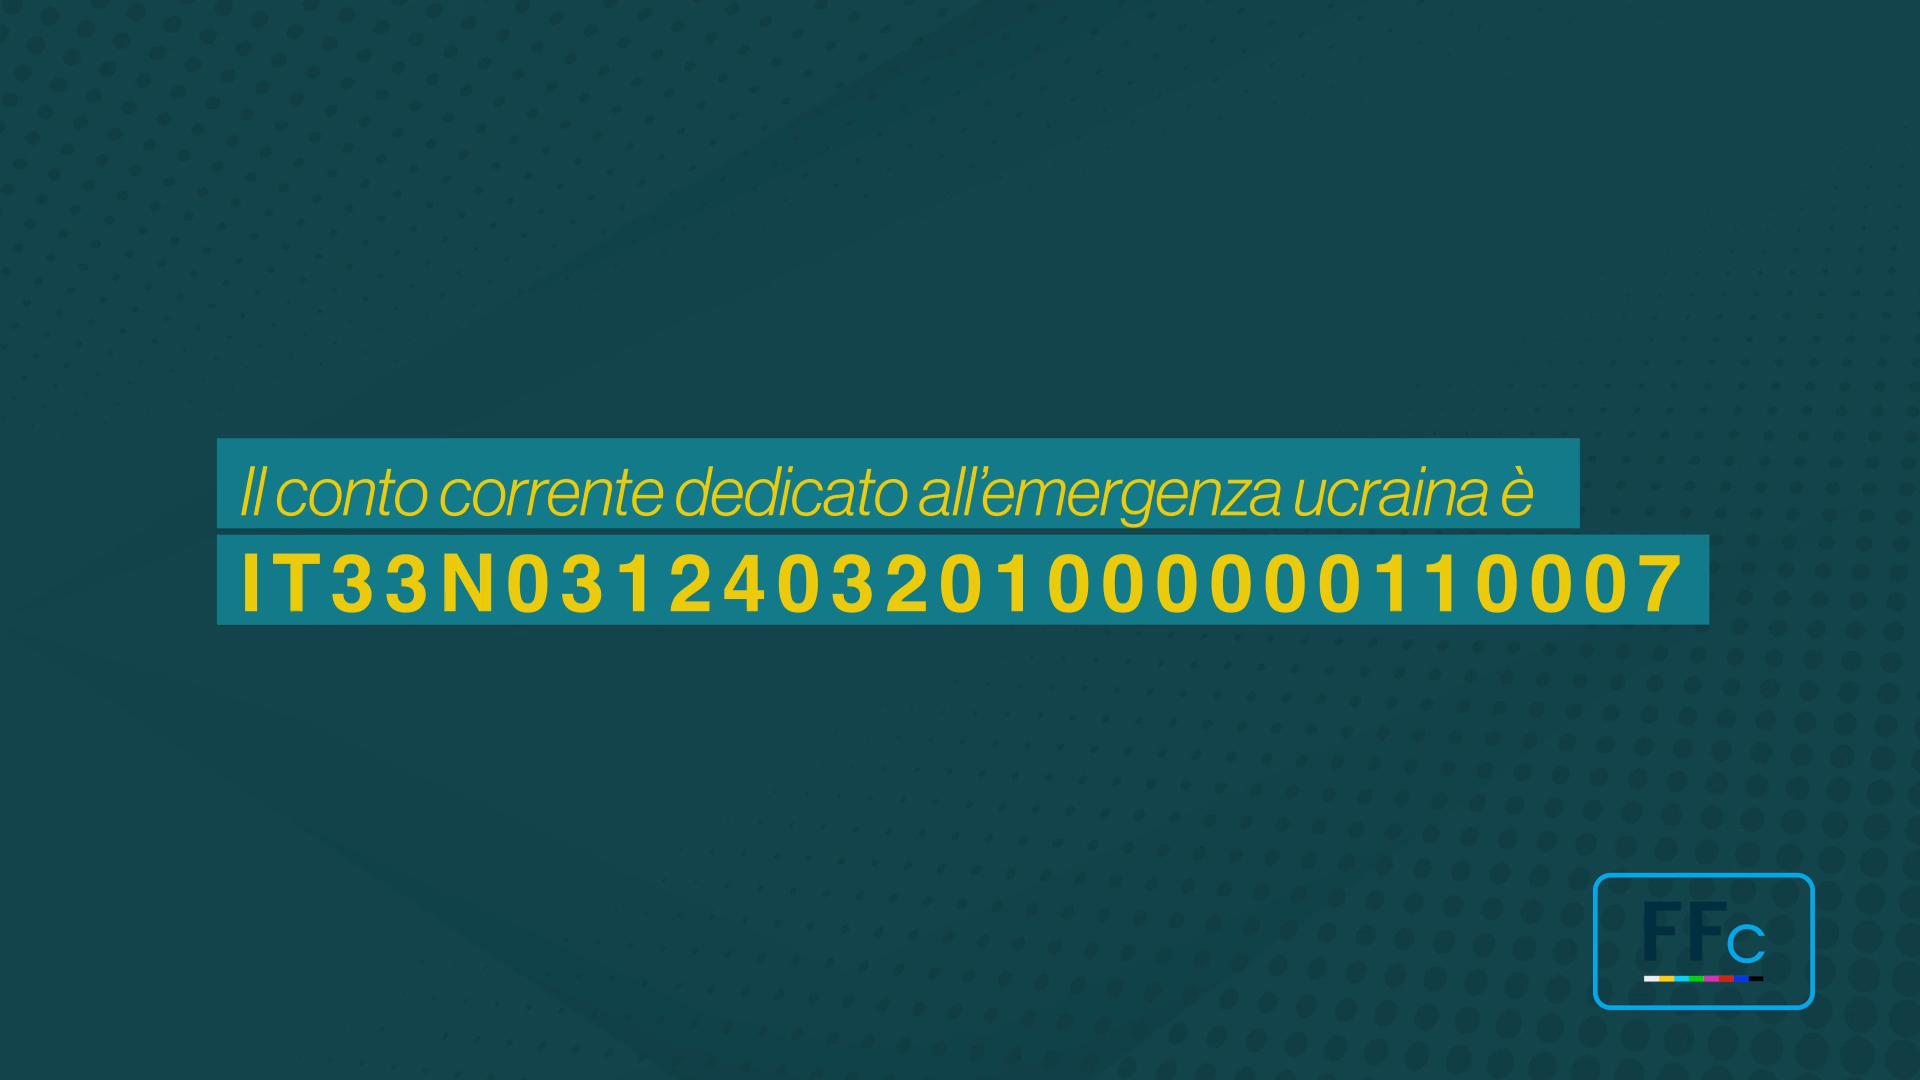 Il conto corrente dedicato all’emergenza ucraina è
IT33N0312403201000000110007
FFc